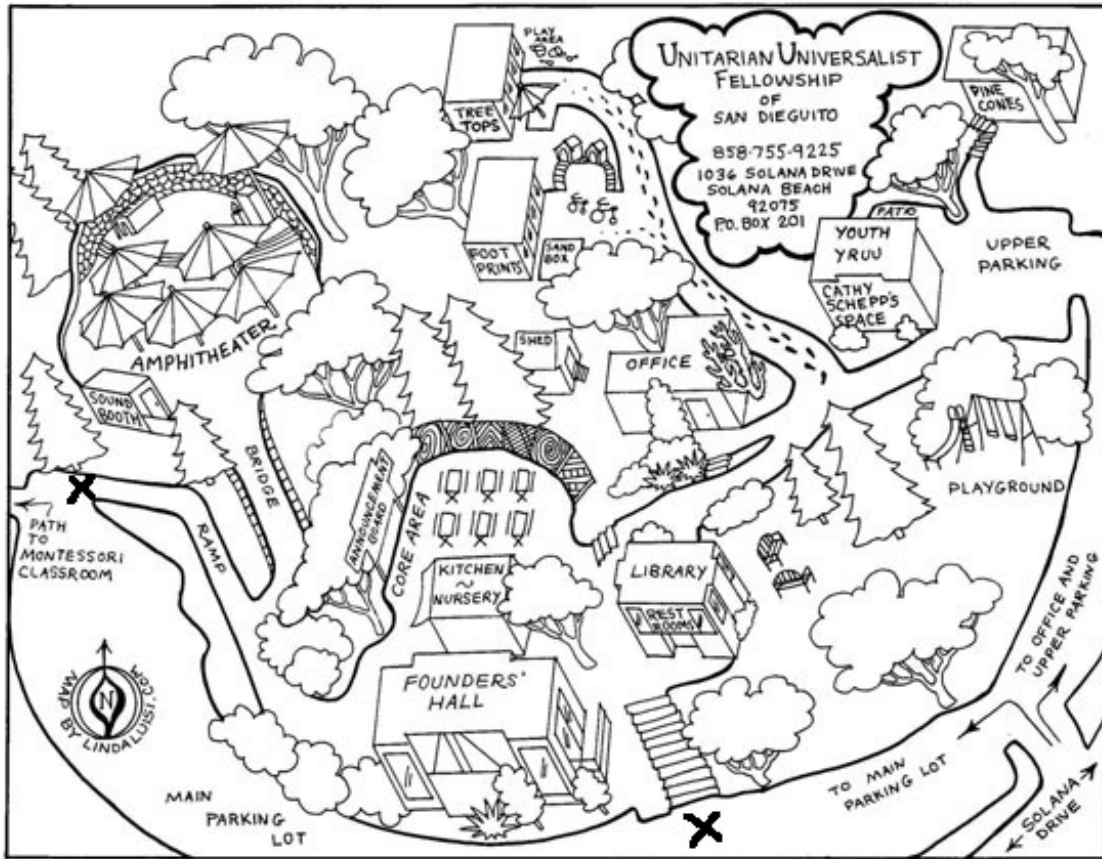 PLAY
AREA
UNITARIAN UNIVERSALIST
FELLOWSHIP
OF
SAN DIEGUITO
858-755-9225
1036 SOLANA DRIVE
SOLANA BEACH
92075
P.O. BOX 201
PINE
CONES
TREE
TOPS
FOOT
PRINTS
SAND
BOX
PATIO
YOUTH
YRUU
CATHY
SCHEPP'S
SPACE
UPPER
PARKING
AMPHITHEATER
SHED
OFFICE
SOUND
BOOTH
BRIDGE
ANNOUNCEMENT
BOARD
CORE AREA
PLAYGROUND
PATH
TO
MONTESSORI
CLASSROOM
RAMP
KITCHEN
~
NURSERY
LIBRARY
REST
ROOMS
FOUNDERS'
HALL
N
MAP BY LINDALUISI.COM
MAIN
PARKING
LOT
TO OFFICE AND
UPPER PARKING
TO MAIN
PARKING LOT
SOLANA
DRIVE